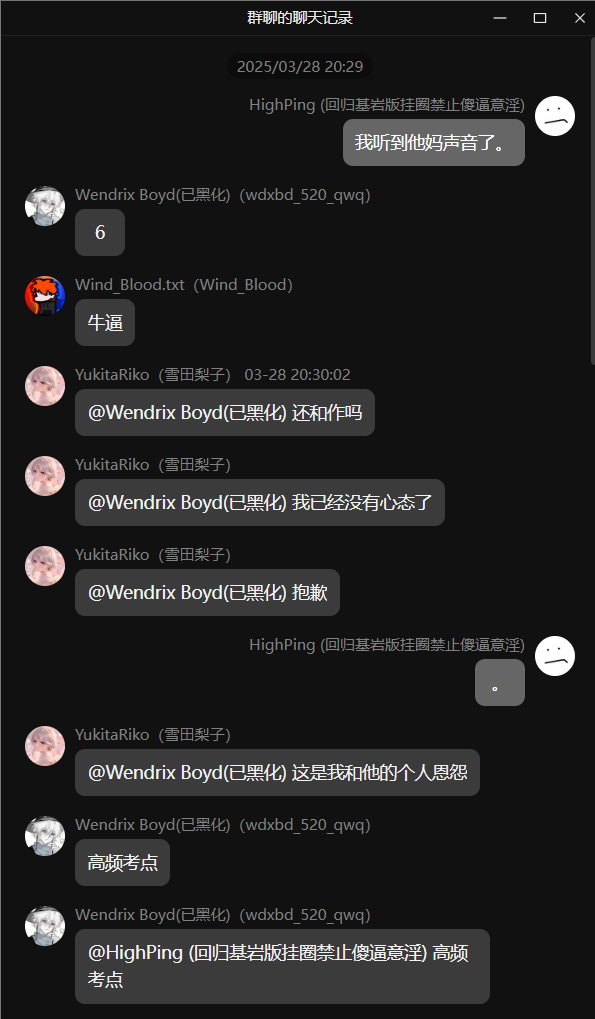 群聊的聊天记录
2025/03/28 20:29
HighPing (回归基岩版挂圈禁止傻逼意淫)
我听到他妈声音了。
Wendrix Boyd(已黑化)（wdxbd_520_qwq）
6
Wind_Blood.txt（Wind_Blood）
牛逼
YukitaRiko（雪田梨子） 03-28 20:30:02
@Wendrix Boyd(已黑化) 还和作吗
YukitaRiko（雪田梨子）
@Wendrix Boyd(已黑化) 我已经没有心态了
YukitaRiko（雪田梨子）
@Wendrix Boyd(已黑化) 抱歉
HighPing (回归基岩版挂圈禁止傻逼意淫)
。
YukitaRiko（雪田梨子）
@Wendrix Boyd(已黑化) 这是我和他的个人恩怨
Wendrix Boyd(已黑化)（wdxbd_520_qwq）
高频考点
Wendrix Boyd(已黑化)（wdxbd_520_qwq）
@HighPing (回归基岩版挂圈禁止傻逼意淫) 高频
考点